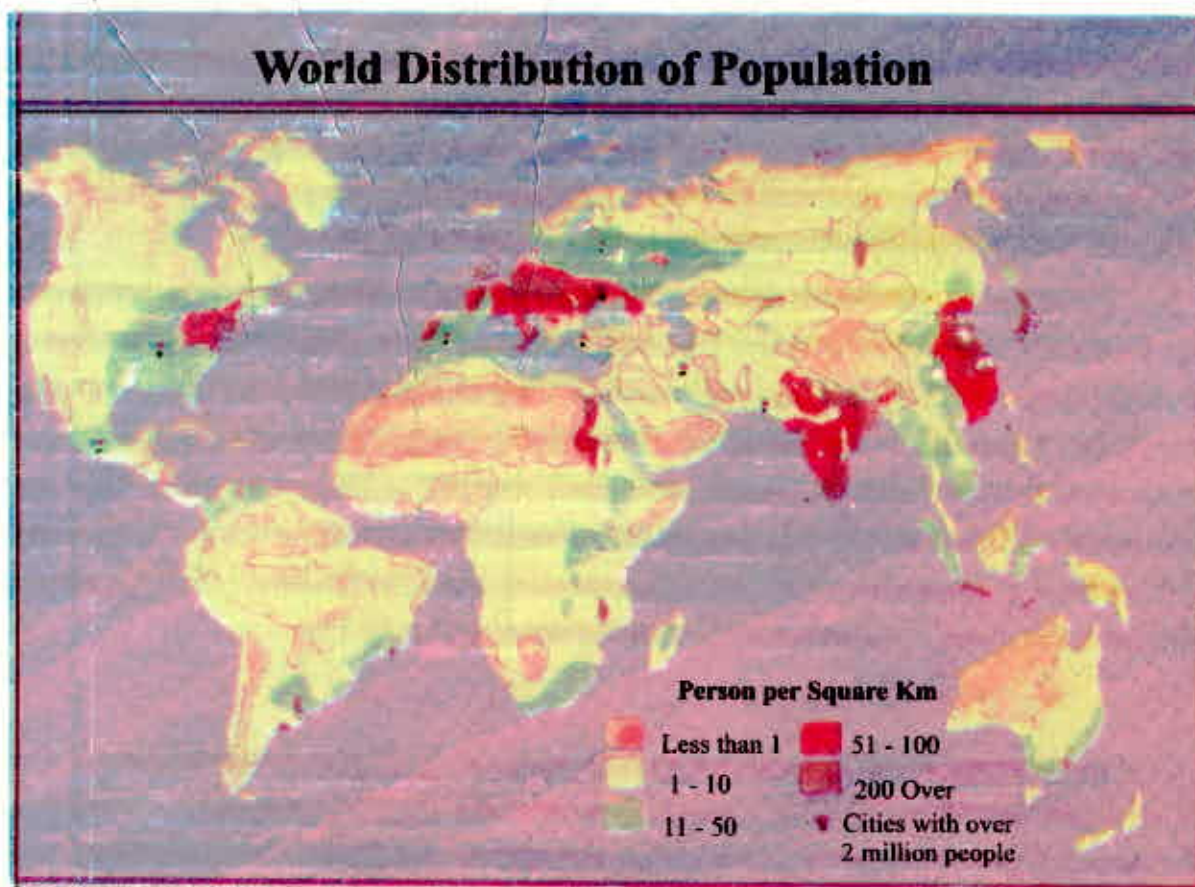 World Distribution of Population
Person per Square Km
Less than 1
1 - 10
11 - 50
51 - 100
200 Over
Cities with over
2 million people